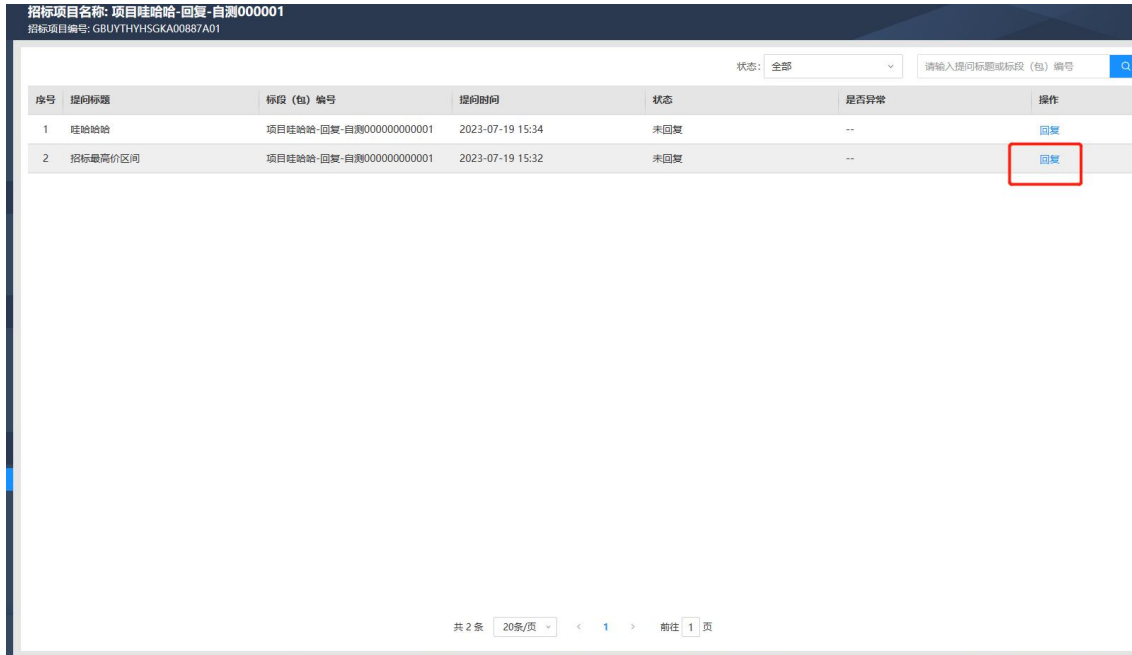 招标项目名称: 项目哇哈哈-回复-自测000001
招标项目编号: GBUYTHYHSGKA00887A01
状态: 全部 请输入提问标题或标段（包）编号
序号 提问标题 标段（包）编号 提问时间 状态 是否异常 操作
1 哇哈哈哈 项目哇哈哈-回复-自测000000000001 2023-07-19 15:34 未回复 -- 回复
2 招标最高价区间 项目哇哈哈-回复-自测000000000001 2023-07-19 15:32 未回复 -- 回复
共 2 条 20条/页 1 前往 1 页